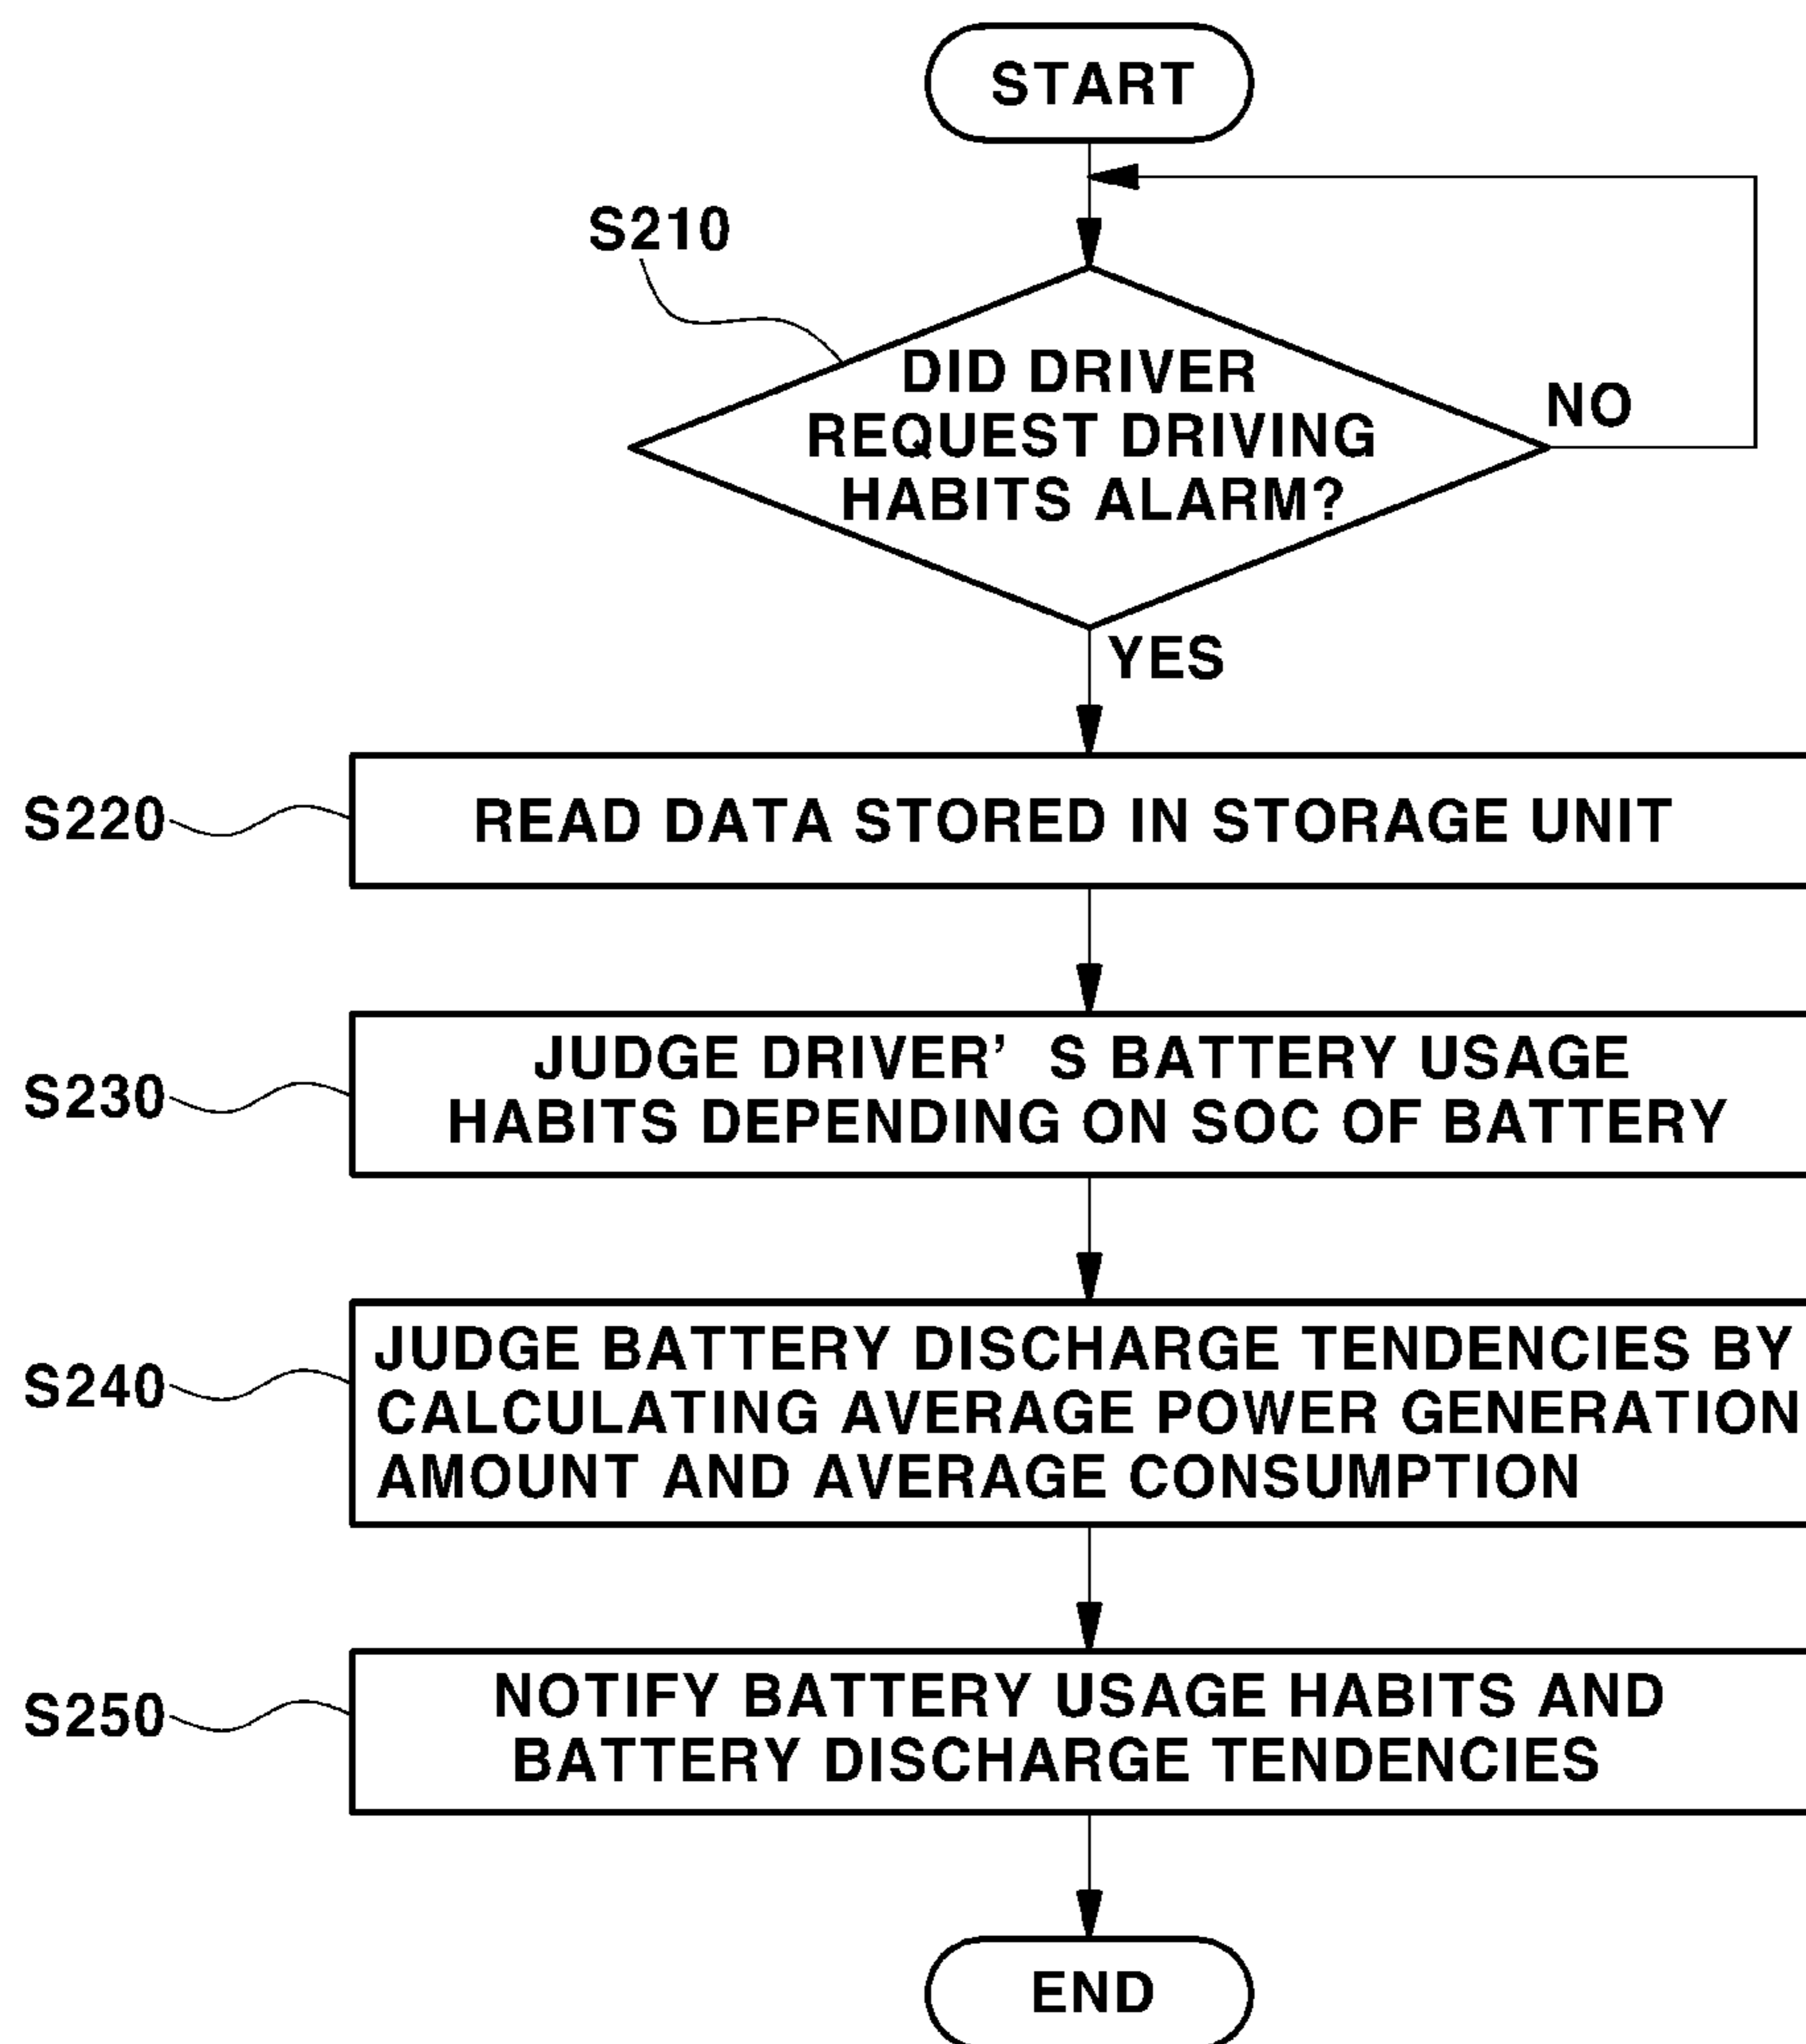 START
S210
DID DRIVER
REQUEST DRIVING
HABITS ALARM?
NO
YES
S220
READ DATA STORED IN STORAGE UNIT
S230
JUDGE DRIVER’ S BATTERY USAGE
HABITS DEPENDING ON SOC OF BATTERY
S240
JUDGE BATTERY DISCHARGE TENDENCIES BY
CALCULATING AVERAGE POWER GENERATION
AMOUNT AND AVERAGE CONSUMPTION
S250
NOTIFY BATTERY USAGE HABITS AND
BATTERY DISCHARGE TENDENCIES
END